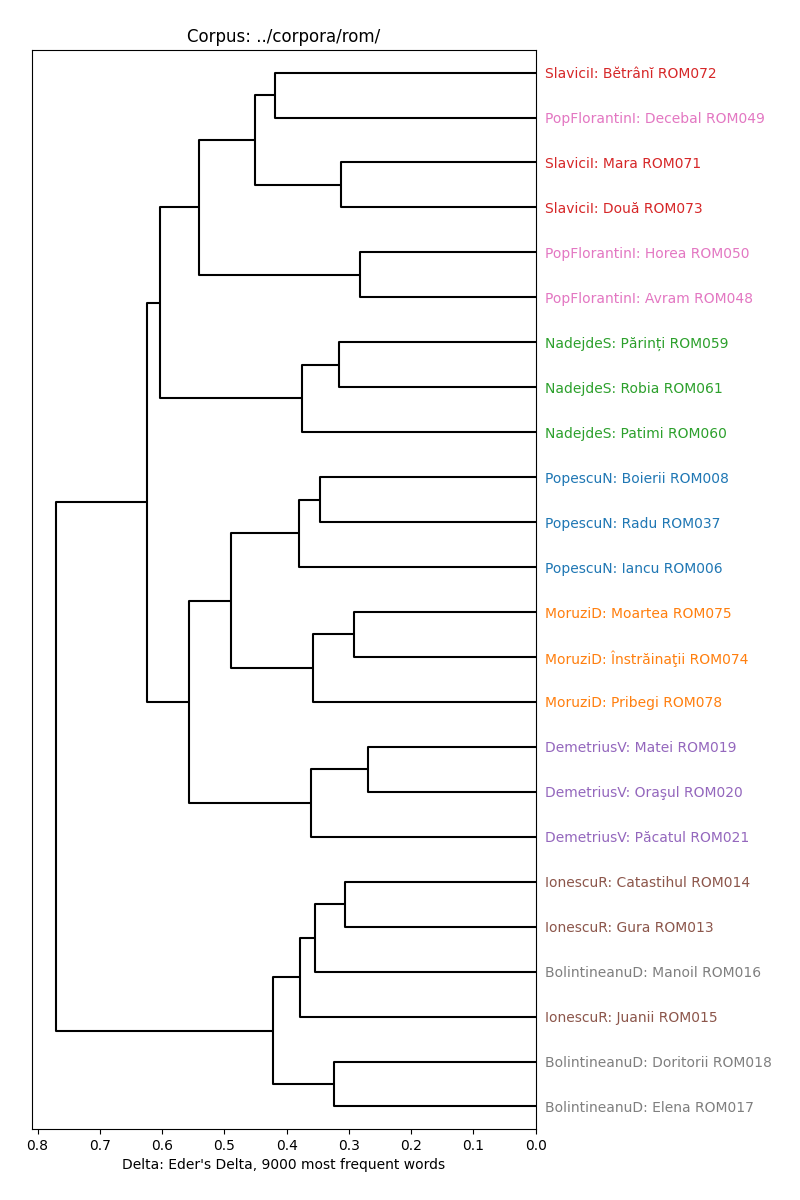 Corpus: ../corpora/rom/
SlaviciI: Bĕtrânĭ ROM072
PopFlorantinI: Decebal ROM049
SlaviciI: Mara ROM071
SlaviciI: Două ROM073
PopFlorantinI: Horea ROM050
PopFlorantinI: Avram ROM048
NadejdeS: Părinți ROM059
NadejdeS: Robia ROM061
NadejdeS: Patimi ROM060
PopescuN: Boierii ROM008
PopescuN: Radu ROM037
PopescuN: Iancu ROM006
MoruziD: Moartea ROM075
MoruziD: Înstrăinaţii ROM074
MoruziD: Pribegi ROM078
DemetriusV: Matei ROM019
DemetriusV: Oraşul ROM020
DemetriusV: Păcatul ROM021
IonescuR: Catastihul ROM014
IonescuR: Gura ROM013
BolintineanuD: Manoil ROM016
IonescuR: Juanii ROM015
BolintineanuD: Doritorii ROM018
BolintineanuD: Elena ROM017
0.8 0.7 0.6 0.5 0.4 0.3 0.2 0.1 0.0
Delta: Eder's Delta, 9000 most frequent words